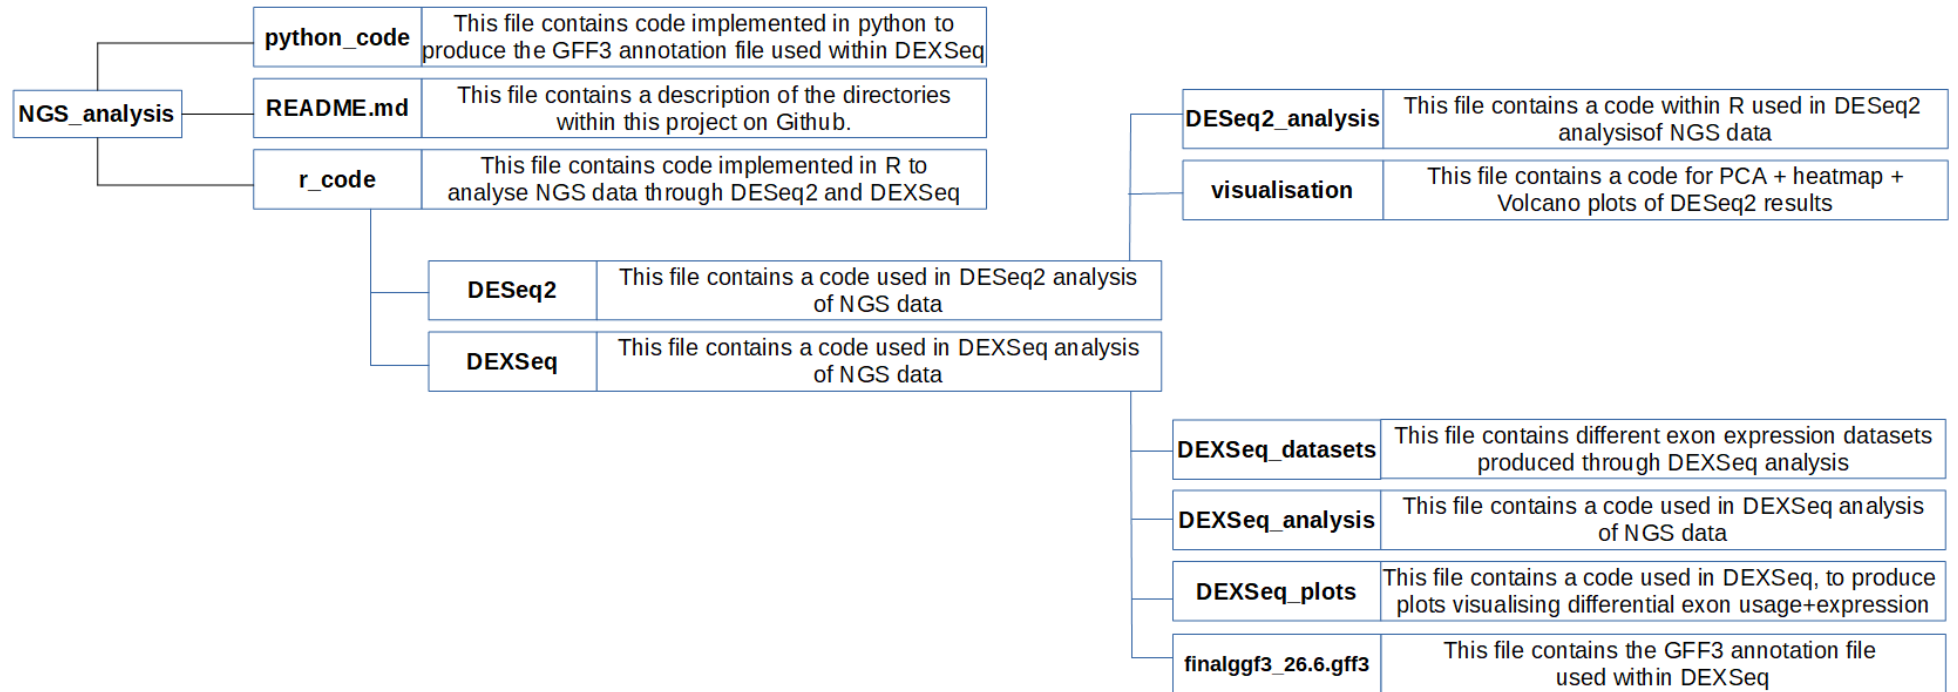 NGS_analysis
python_code
This file contains code implemented in python to
produce the GFF3 annotation file used within DEXSeq
README.md
This file contains a description of the directories
within this project on Github.
r_code
This file contains code implemented in R to
analyse NGS data through DESeq2 and DEXSeq
DESeq2
This file contains a code used in DESeq2 analysis
of NGS data
DEXSeq
This file contains a code used in DEXSeq analysis
of NGS data
DESeq2_analysis
This file contains a code within R used in DESeq2
analysisof NGS data
visualisation
This file contains a code for PCA + heatmap +
Volcano plots of DESeq2 results
DEXSeq_datasets
This file contains different exon expression datasets
produced through DEXSeq analysis
DEXSeq_analysis
This file contains a code used in DEXSeq analysis
of NGS data
DEXSeq_plots
This file contains a code used in DEXSeq, to produce
plots visualising differential exon usage+expression
finalggf3_26.6.gff3
This file contains the GFF3 annotation file
used within DEXSeq